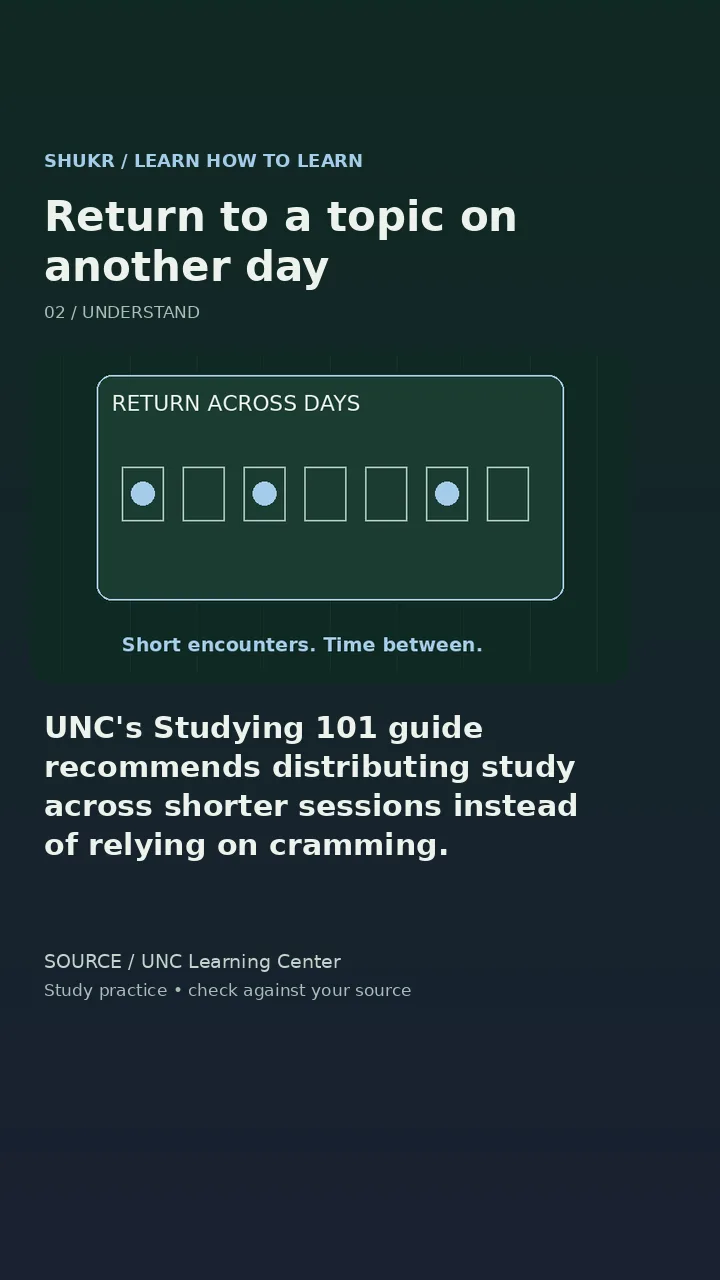 SHUKR / LEARN HOW TO LEARN
Return to a topic on
another day
02 / UNDERSTAND
RETURN ACROSS DAYS
Short encounters. Time between.
UNC's Studying 101 guide
recommends distributing study
across shorter sessions instead
of relying on cramming.
SOURCE / UNC Learning Center
Study practice • check against your source